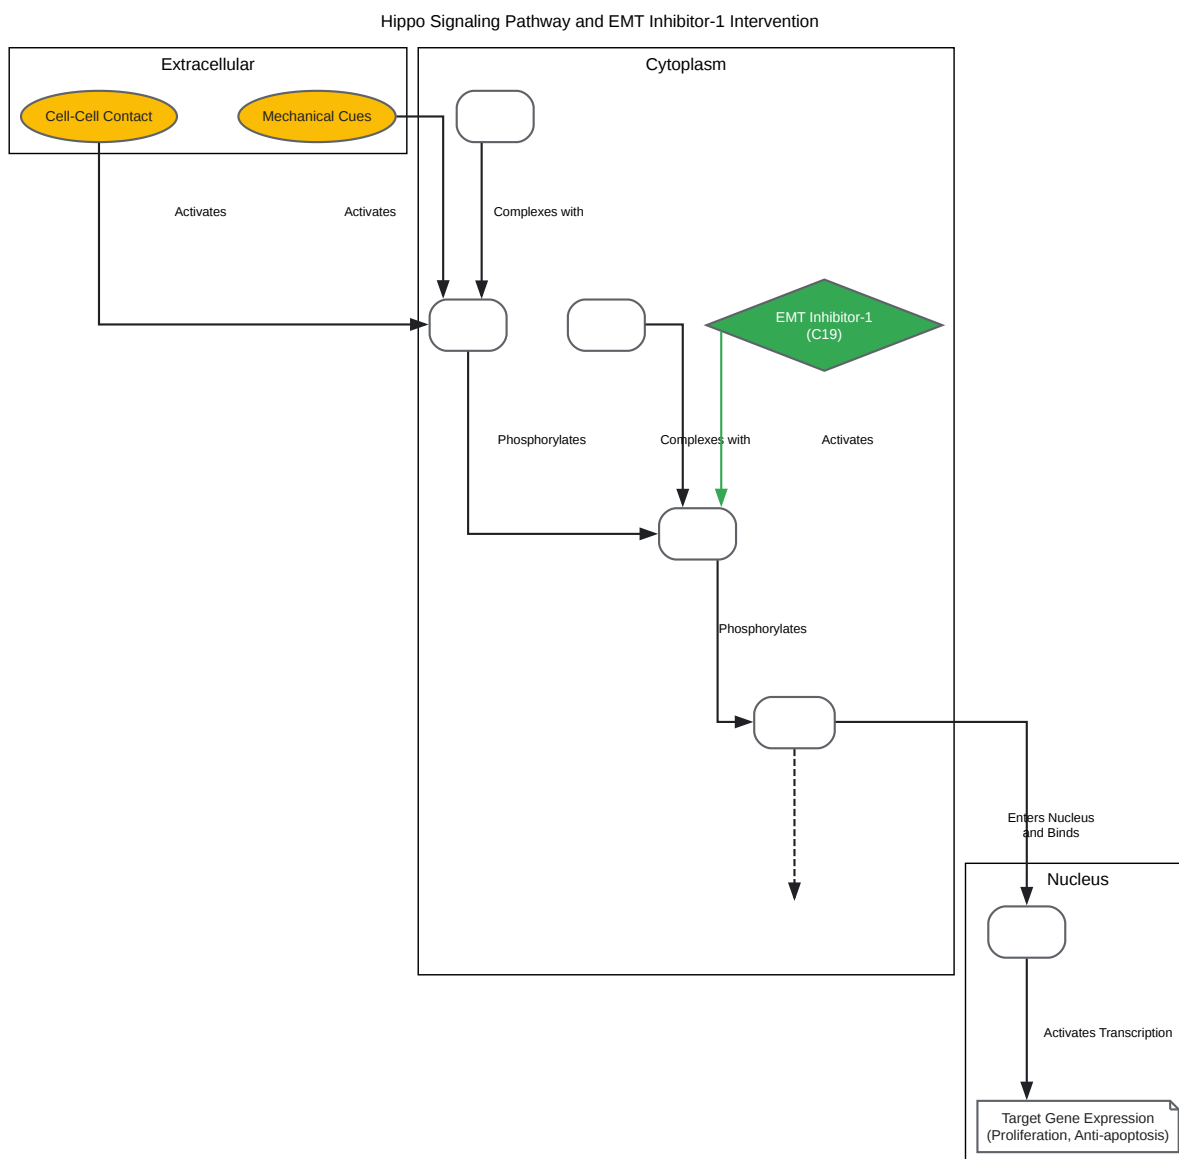 Hippo Signaling Pathway and EMT Inhibitor-1 Intervention
Extracellular
Cytoplasm
Cell-Cell Contact
Mechanical Cues
Activates
Activates
Complexes with
EMT Inhibitor-1
(C19)
Phosphorylates
Complexes with
Activates
Phosphorylates
Enters Nucleus
and Binds
Nucleus
Activates Transcription
Target Gene Expression
(Proliferation, Anti-apoptosis)